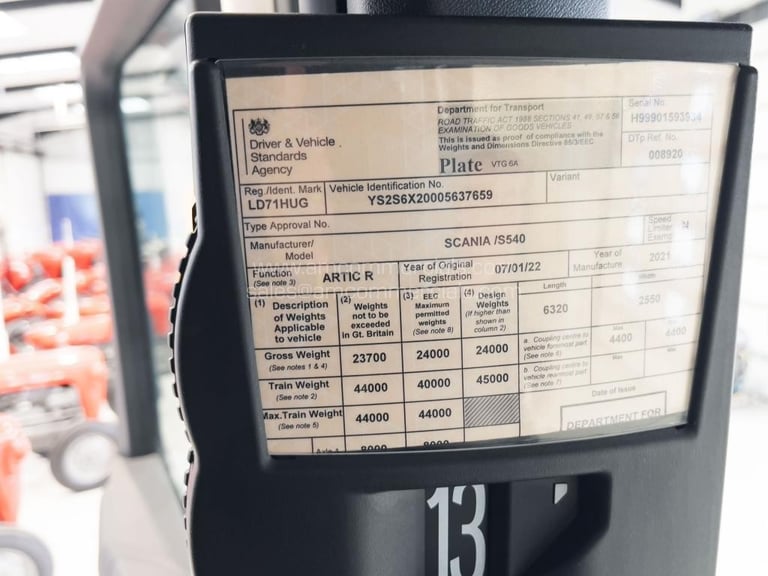 Driver & Vehicle
Standards
Agency
Department for Transport
ROAD TRAFFIC ACT 1988 SECTIONS 41, 49, 57 & 58
EXAMINATION OF GOODS VEHICLES
This is issued as proof of compliance with the
Weights and Dimensions Directive 85/3/EEC
Plate VTG 6A
Serial No.
DTp Ref. No.
008920
Reg./Ident. Mark
LD71HUG
Vehicle Identification No.
YS2S6X20005637659
Variant
Type Approval No.
Manufacturer/
Model
SCANIA /S540
Speed
Limiter
Exempt
Function
(See note 3)
ARTIC R
Year of Original
Registration
07/01/22
Year of
Manufacture
2021
(1) Description
of Weights
Applicable
to vehicle
(2) Weights
not to be
exceeded
in Gt. Britain
(3) EEC
Maximum
permitted
weights
(See note 8)
(4) Design
Weights
(If higher than
shown in
column 2)
Length
6320
2550
Gross Weight
(See notes 1 & 4)
23700
24000
24000
a. Coupling centre to
vehicle foremost part
(See note 6)
Max
4400
4400
Train Weight
(See note 2)
44000
40000
45000
b. Coupling centre to
vehicle rearmost part
(See note 7)
Max
Min
Max.Train Weight
(See note 5)
44000
44000
Date of Issue
DEPARTMENT FOR
8000
8000
13